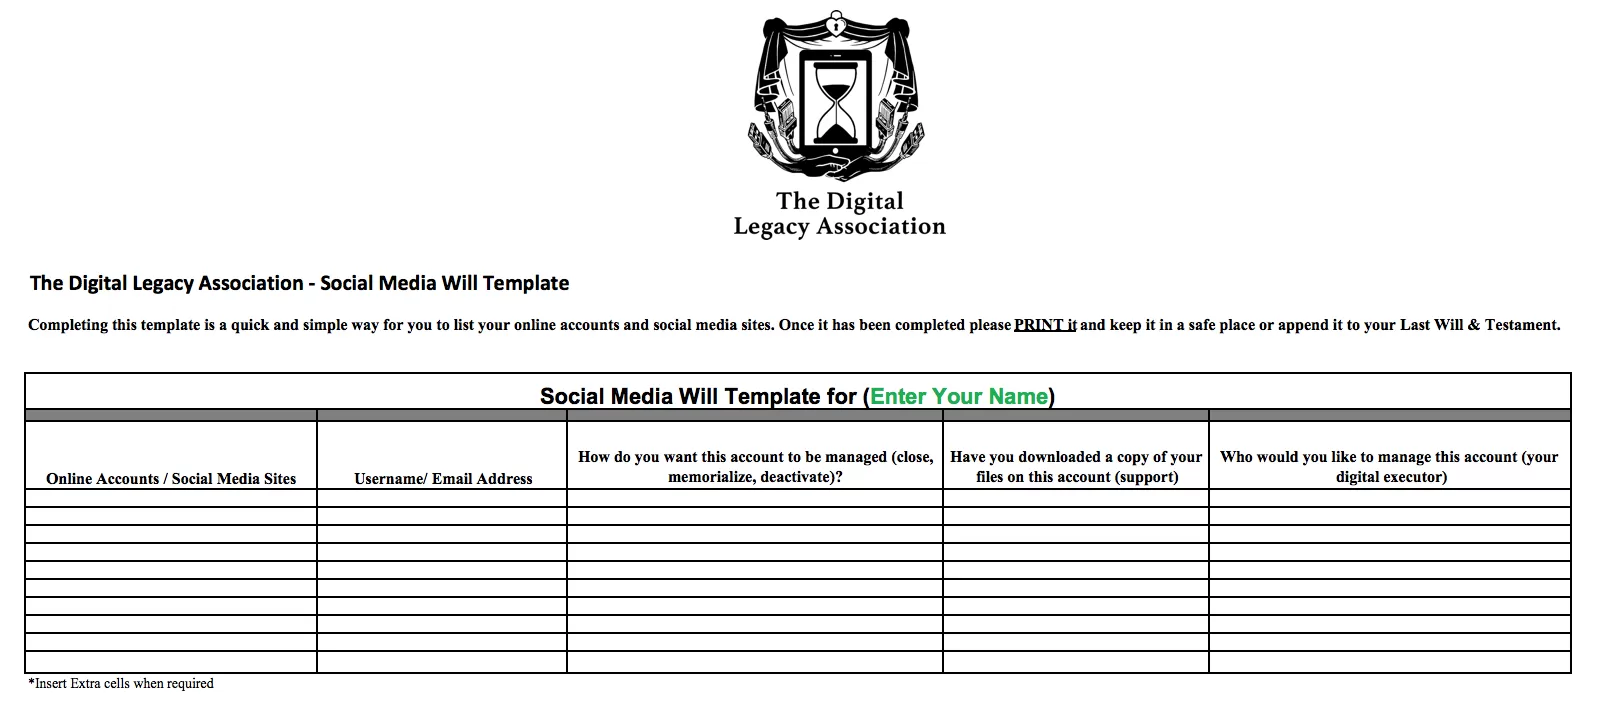 The Digital
Legacy Association
The Digital Legacy Association - Social Media Will Template
Completing this template is a quick and simple way for you to list your online accounts and social media sites. Once it has been completed please PRINT it and keep it in a safe place or append it to your Last Will & Testament.
Social Media Will Template for (Enter Your Name)
Online Accounts / Social Media Sites
Username/ Email Address
How do you want this account to be managed (close,
memorialize, deactivate)?
Have you downloaded a copy of your
files on this account (support)
Who would you like to manage this account (your
digital executor)
*Insert Extra cells when required